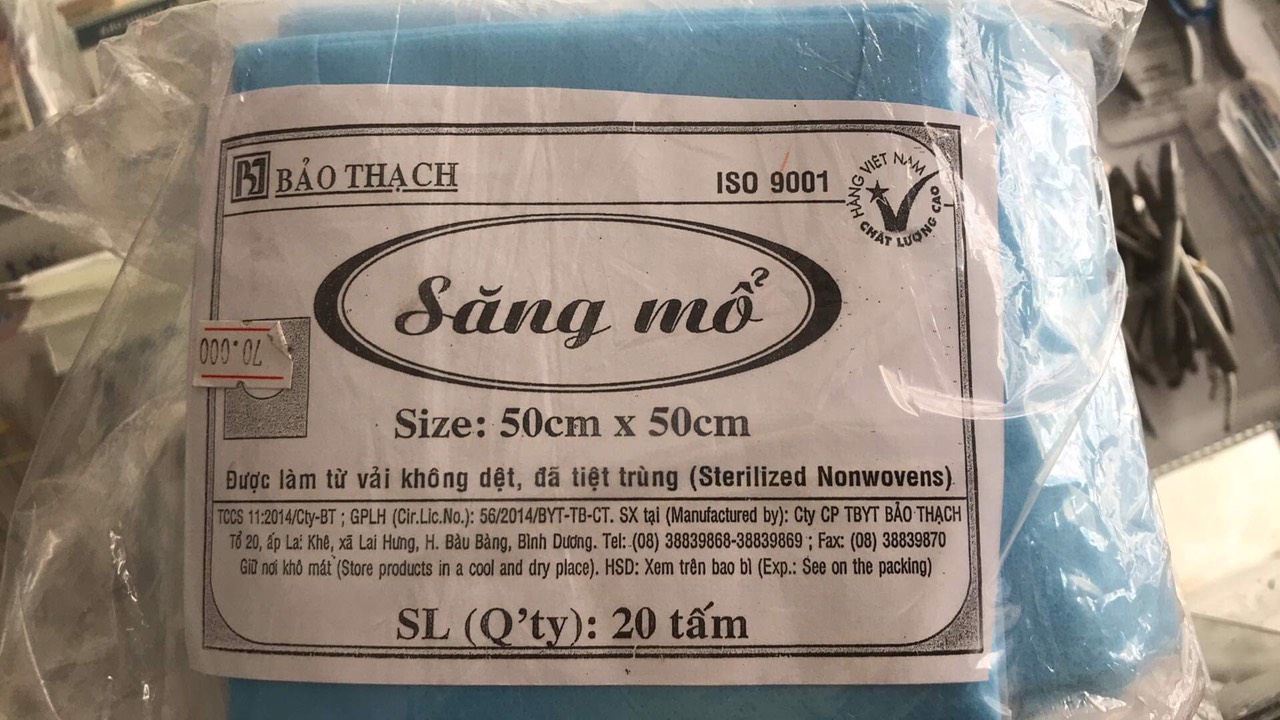 BẢO THẠCH
ISO 9001
HÀNG VIỆT NAM
CHẤT LƯỢNG CAO
Săng mổ
70.000
Size: 50cm x 50cm
Được làm từ vải không dệt, đã tiệt trùng (Sterilized Nonwovens)
TCCS 11:2014/Cty-BT ; GPLH (Cir.Lic.No.): 56/2014/BYT-TB-CT. SX tại (Manufactured by): Cty CP TBYT BẢO THẠCH
Tổ 20, ấp Lai Khê, xã Lai Hưng, H. Bàu Bàng, Bình Dương. Tel: (08) 38839868-38839869 ; Fax: (08) 38839870
Giữ nơi khô mát (Store products in a cool and dry place). HSD: Xem trên bao bì (Exp.: See on the packing)
SL (Q'ty): 20 tấm